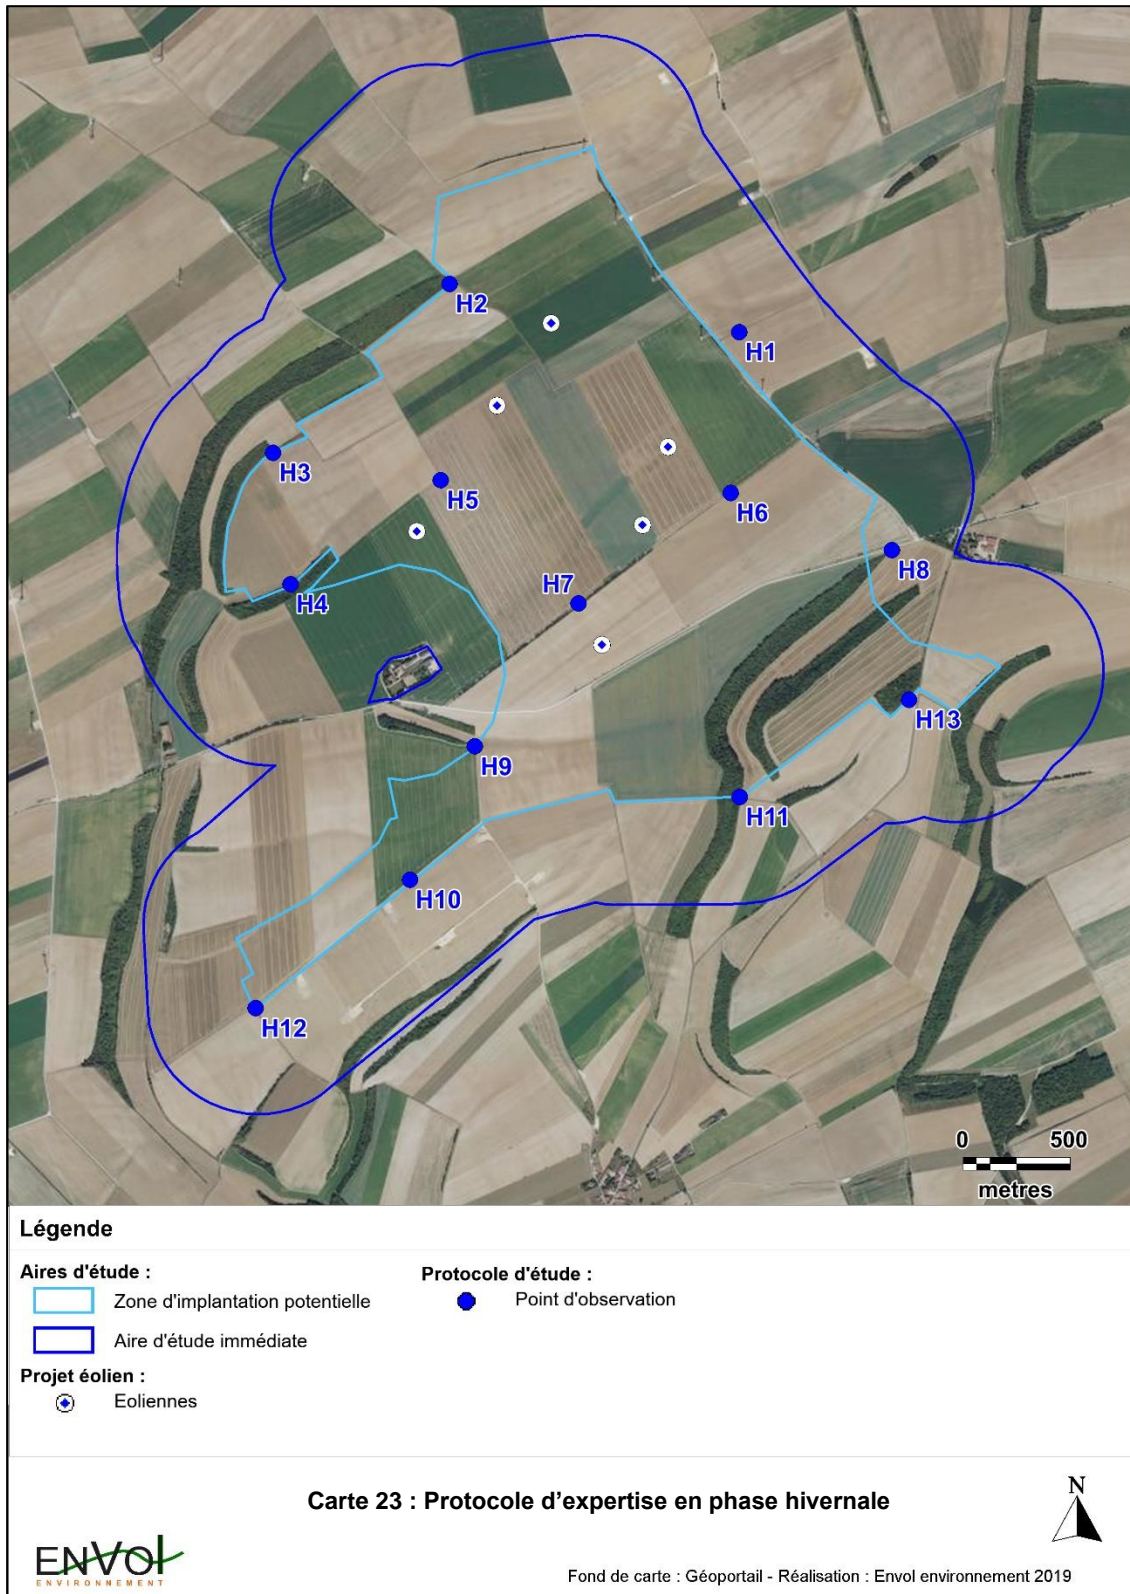 H2
H1
H3
H5
H6
H8
H4
H7
H13
H9
H11
H10
H12
0 500
metres
Légende
Aires d'étude :
Zone d'implantation potentielle
Aire d'étude immédiate
Projet éolien :
Eoliennes
Protocole d'étude :
Point d'observation
N
Carte 23 : Protocole d'expertise en phase hivernale
ENVOl
ENVIRONNEMENT
Fond de carte : Géoportail - Réalisation : Envol environnement 2019